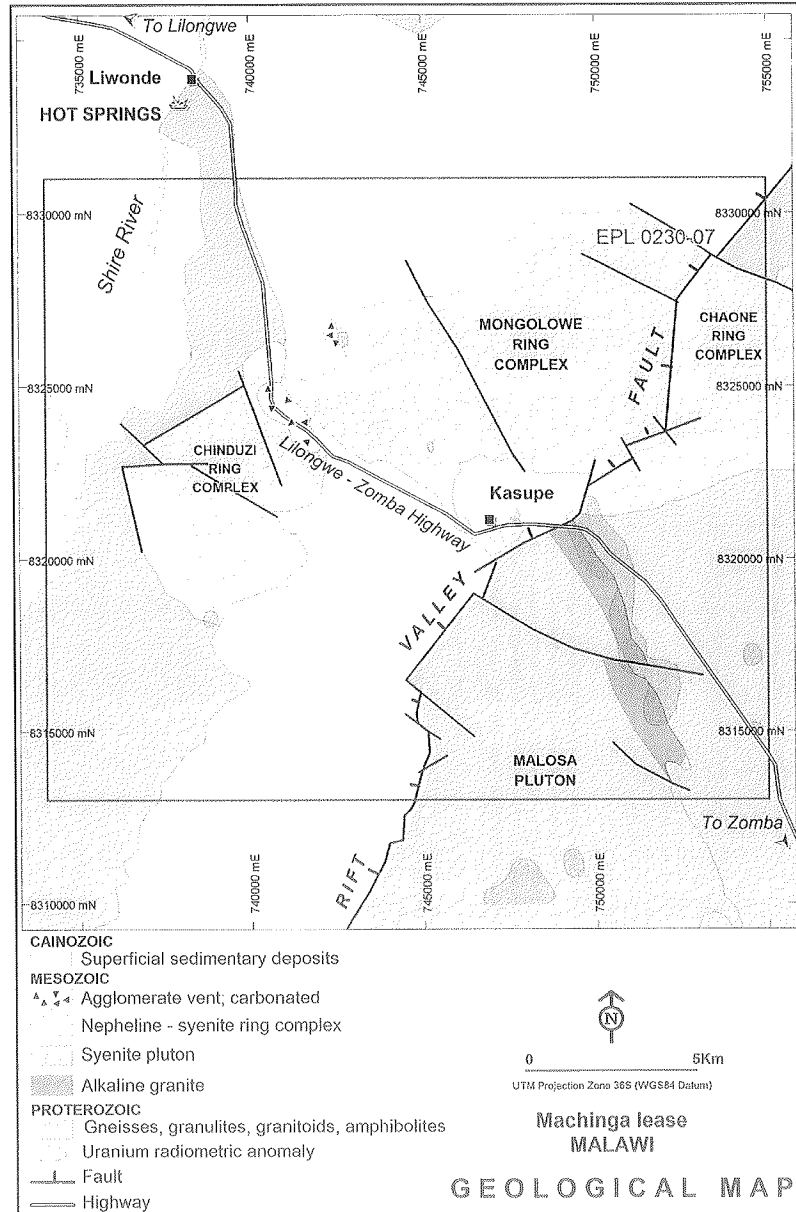 To Lilongwe
735000 mE
740000 mE
745000 mE
750000 mE
755000 mE
Liwonde
HOT SPRINGS
Shire River
8330000 mN
8330000 mN
EPL 0230-07
MONGOLOWE
RING
COMPLEX
CHAONE
RING
COMPLEX
FAULT
8325000 mN
8325000 mN
CHINDUZI
RING
COMPLEX
Lilongwe - Zomba Highway
Kasupe
8320000 mN
8320000 mN
VALLEY
8315000 mN
8315000 mN
MALOSA
PLUTON
To Zomba
RIFT
740000 mE
745000 mE
750000 mE
8310000 mN
CAINOZOIC
Superficial sedimentary deposits
MESOZOIC
Agglomerate vent; carbonated
Nepheline - syenite ring complex
Syenite pluton
Alkaline granite
PROTEROZOIC
Gneisses, granulites, granitoids, amphibolites
Uranium radiometric anomaly
Fault
Highway
N
0 5Km
UTM Projection Zone 36S (WGS84 Datum)
Machinga lease
MALAWI
GEOLOGICAL MAP